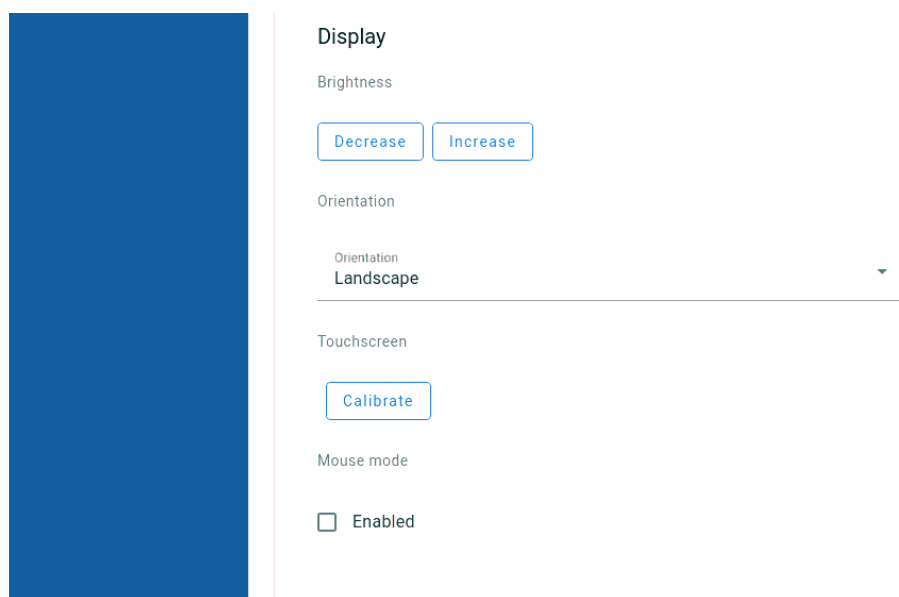 Display
Brightness
Decrease Increase
Orientation
Orientation
Landscape
Touchscreen
Calibrate
Mouse mode
Enabled